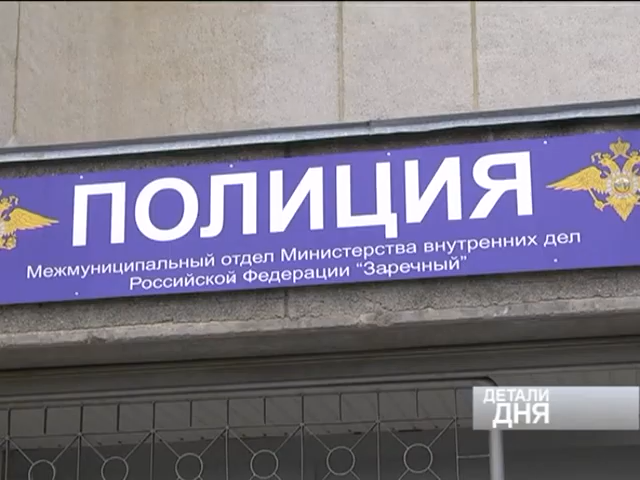 ПОЛИЦИЯ
Межмуниципальный отдел Министерства внутренних дел
Российской Федерации "Заречный"
ДЕТАЛИ
ДНЯ